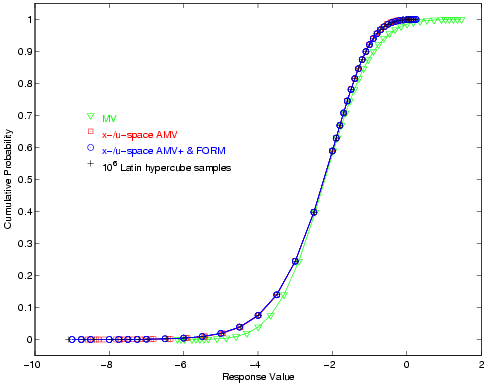 1
0.9
0.8
0.7
0.6
0.5
0.4
0.3
0.2
0.1
0
Cumulative Probability
MV
x−/u−space AMV
x−/u−space AMV+ & FORM
10^6 Latin hypercube samples
−10 −8 −6 −4 −2 0 2
Response Value